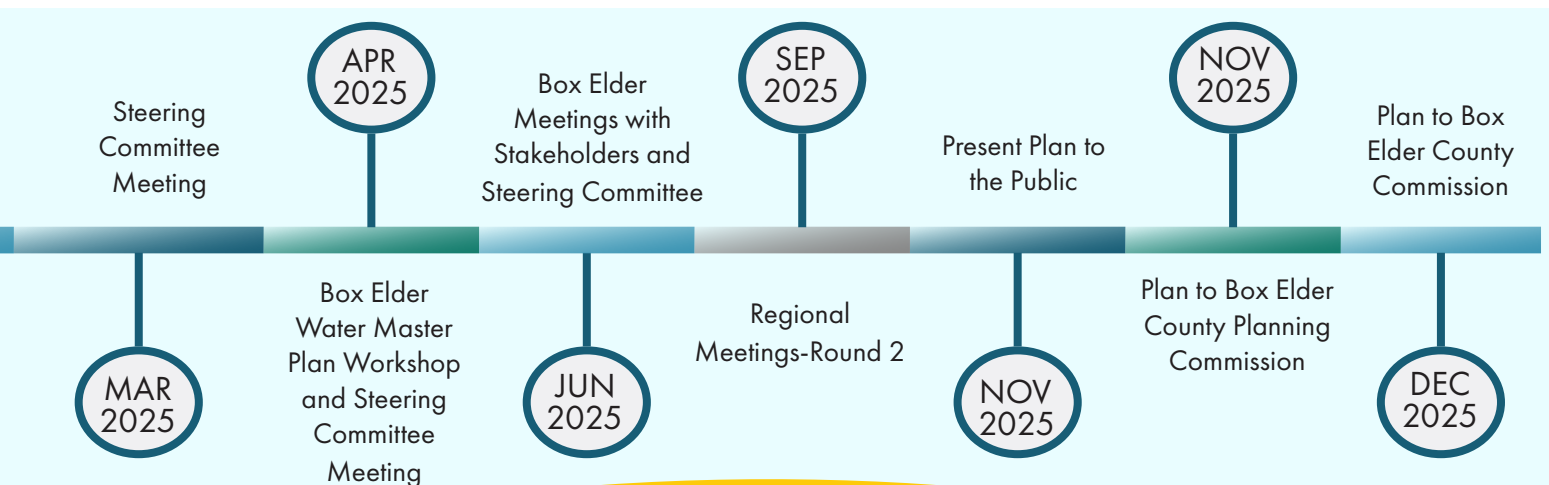 Steering
Committee
Meeting
MAR
2025
APR
2025
Box Elder
Water Master
Plan Workshop
and Steering
Committee
Meeting
Box Elder
Meetings with
Stakeholders and
Steering Committee
JUN
2025
SEP
2025
Regional
Meetings-Round 2
Present Plan to
the Public
NOV
2025
NOV
2025
Plan to Box Elder
County Planning
Commission
Plan to Box
Elder County
Commission
DEC
2025